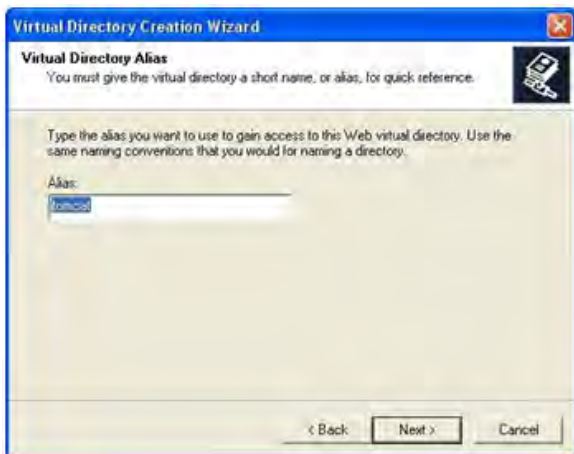 Virtual Directory Creation Wizard
Virtual Directory Alias
You must give the virtual directory a short name, or alias, for quick reference.
Type the alias you want to use to gain access to this Web virtual directory. Use the
same naming conventions that you would for naming a directory.
Alias:
tomcat
< Back
Next >
Cancel